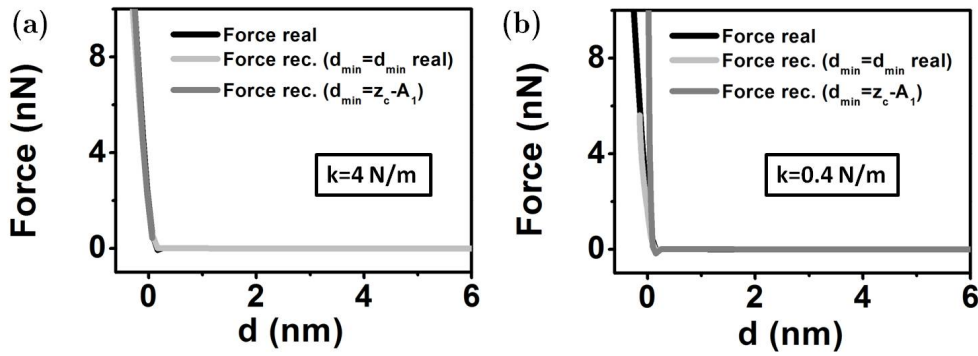 (a)
Force (nN)
8
4
0
Force real
Force rec. (dmin=dmin real)
Force rec. (dmin=zc-A1)
k=4 N/m
0 2 4 6
d (nm)
(b)
Force (nN)
8
4
0
Force real
Force rec. (dmin=dmin real)
Force rec. (dmin=zc-A1)
k=0.4 N/m
0 2 4 6
d (nm)